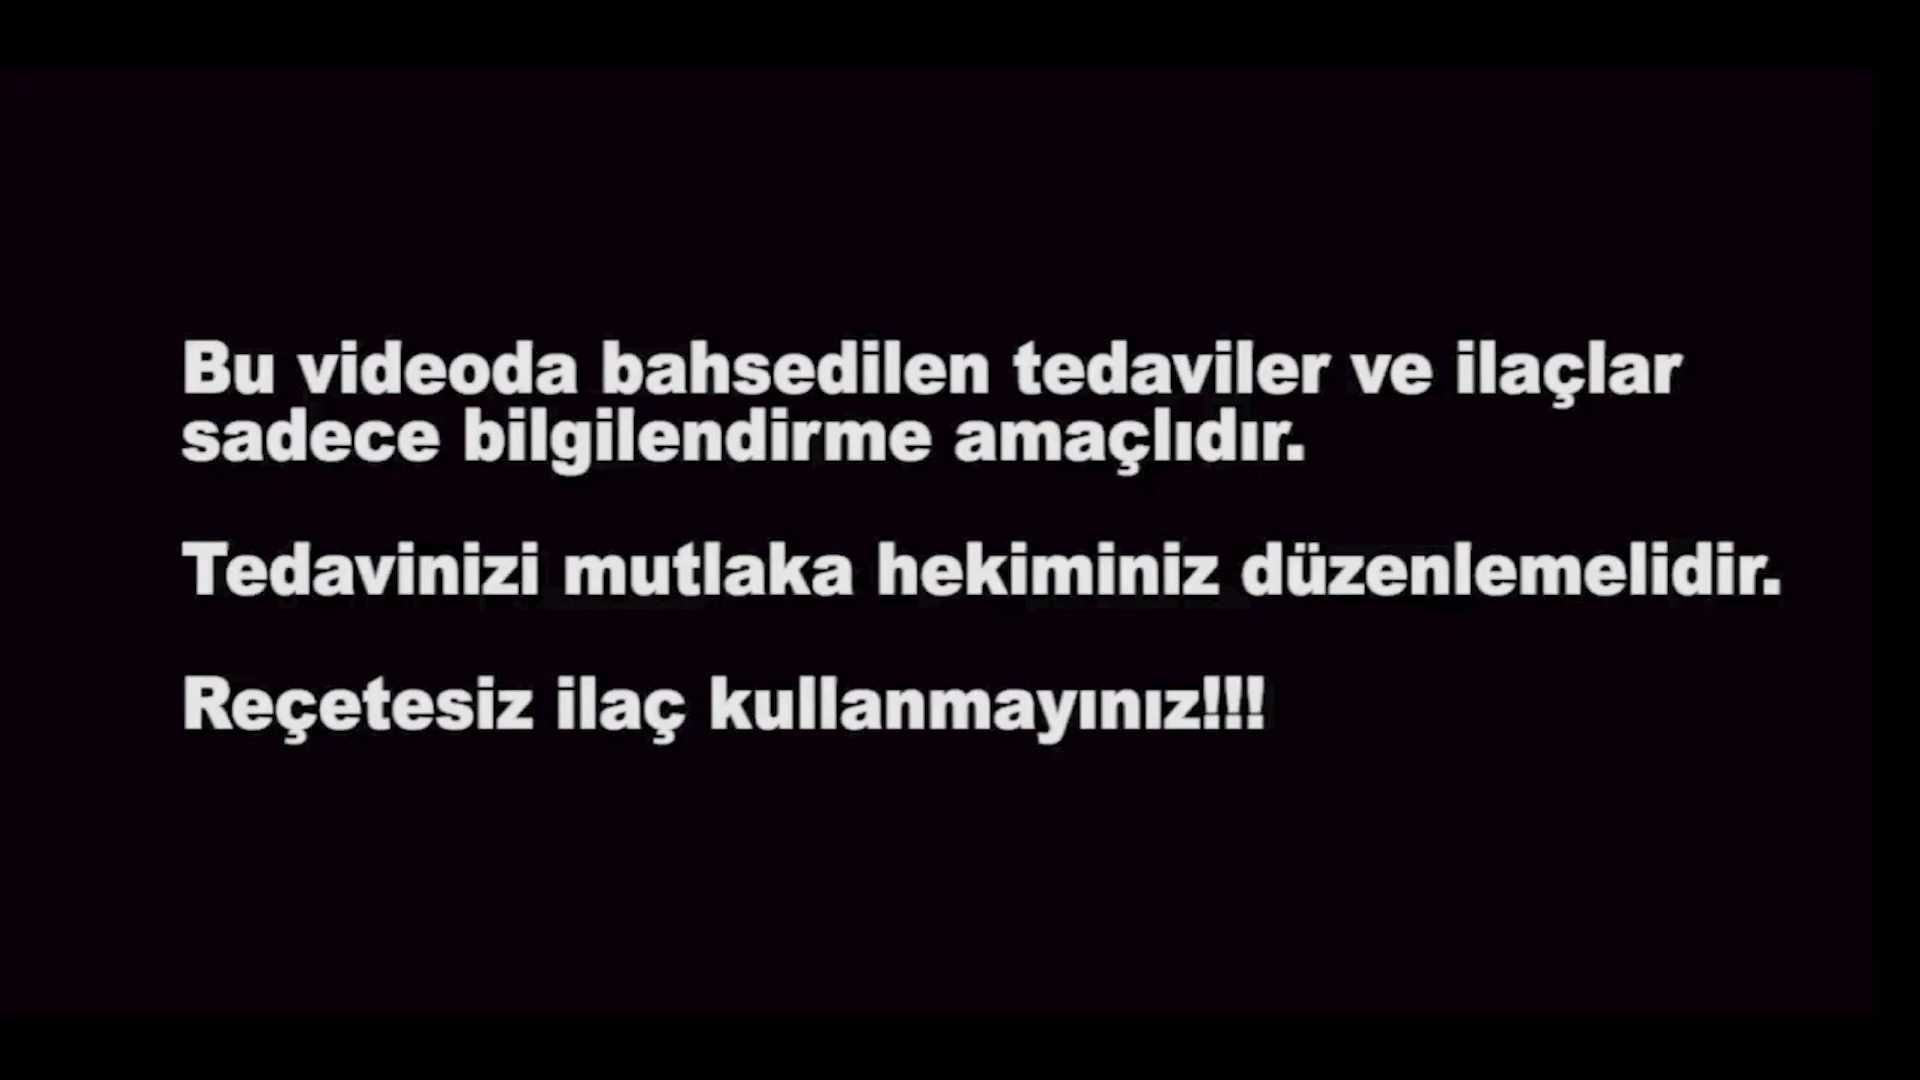 Bu videoda bahsedilen tedaviler ve ilaçlar
sadece bilgilendirme amaçlıdır.
Tedavinizi mutlaka hekiminiz düzenlemelidir.
Reçetesiz ilaç kullanmayınız!!!